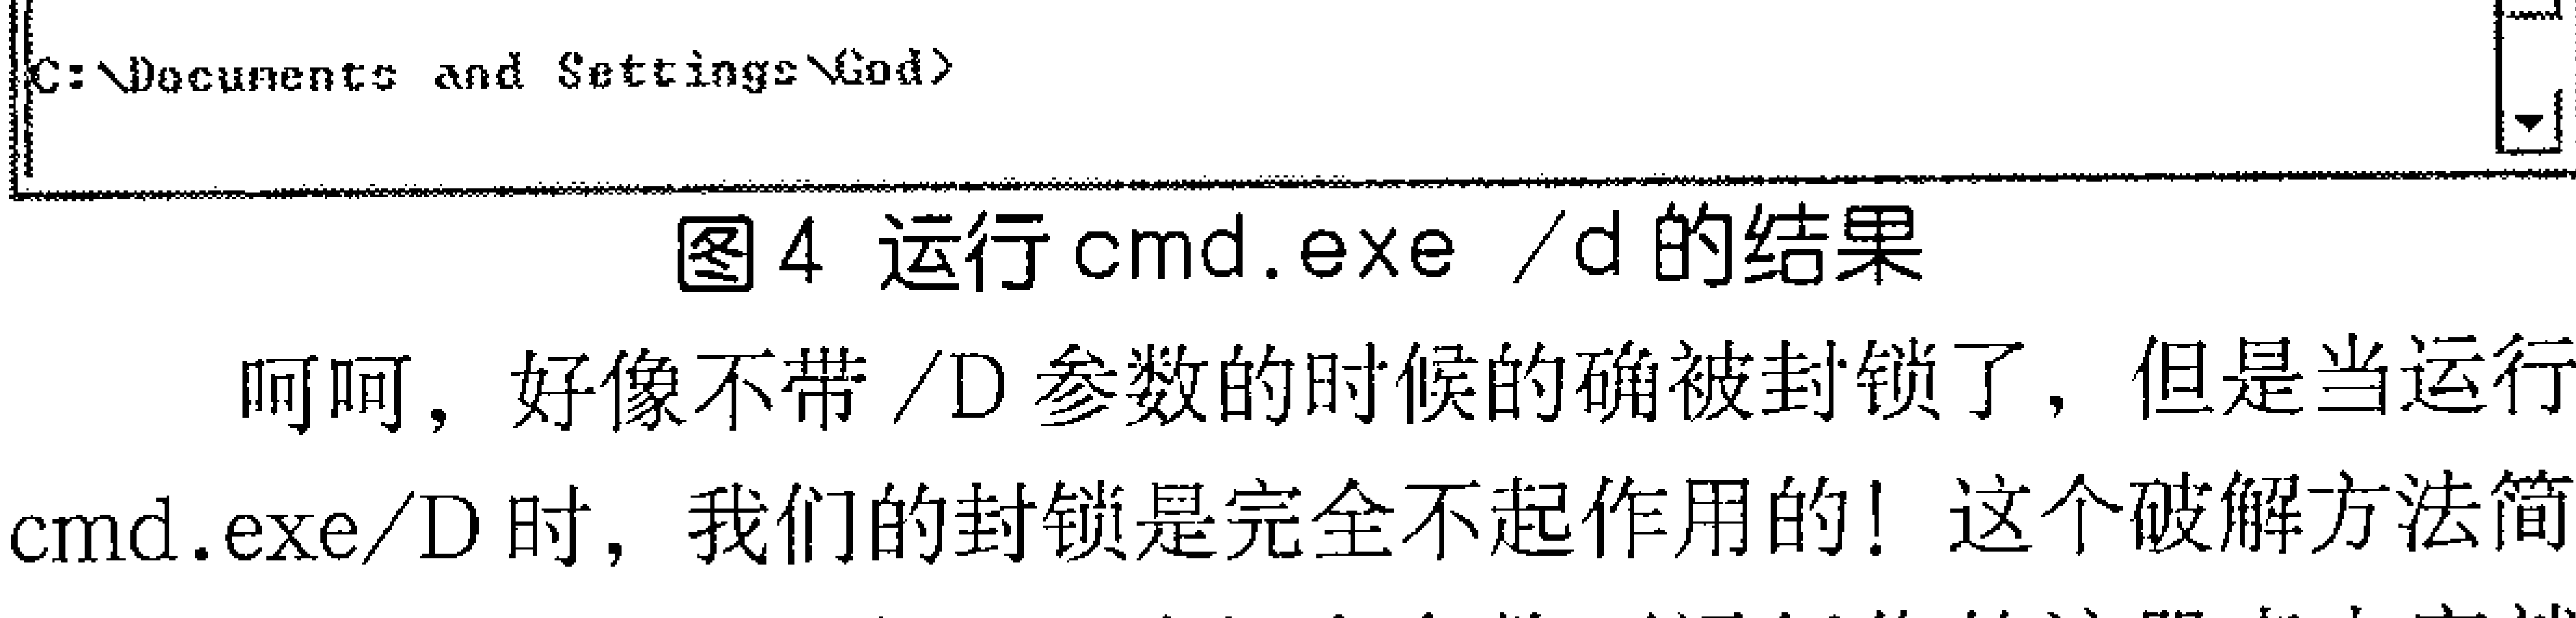 C:\Documents and Settings\God>
图4 运行cmd.exe /d的结果
呵呵，好像不带/D参数的时候的确被封锁了，但是当运行
cmd.exe/D时，我们的封锁是完全不起作用的！这个破解方法简